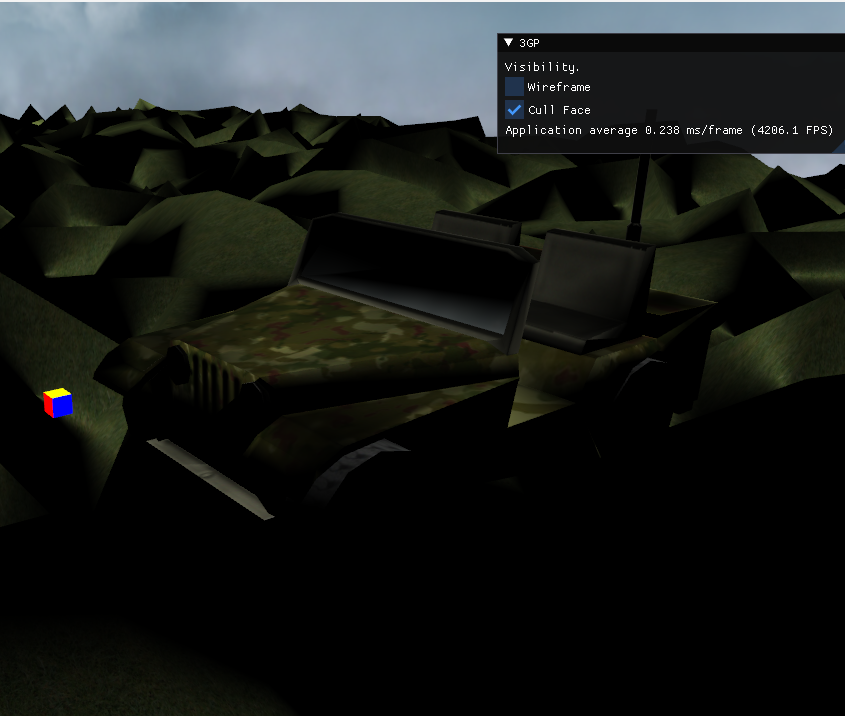 3GP
Visibility.
Wireframe
Cull Face
Application average 0.238 ms/frame (4206.1 FPS)